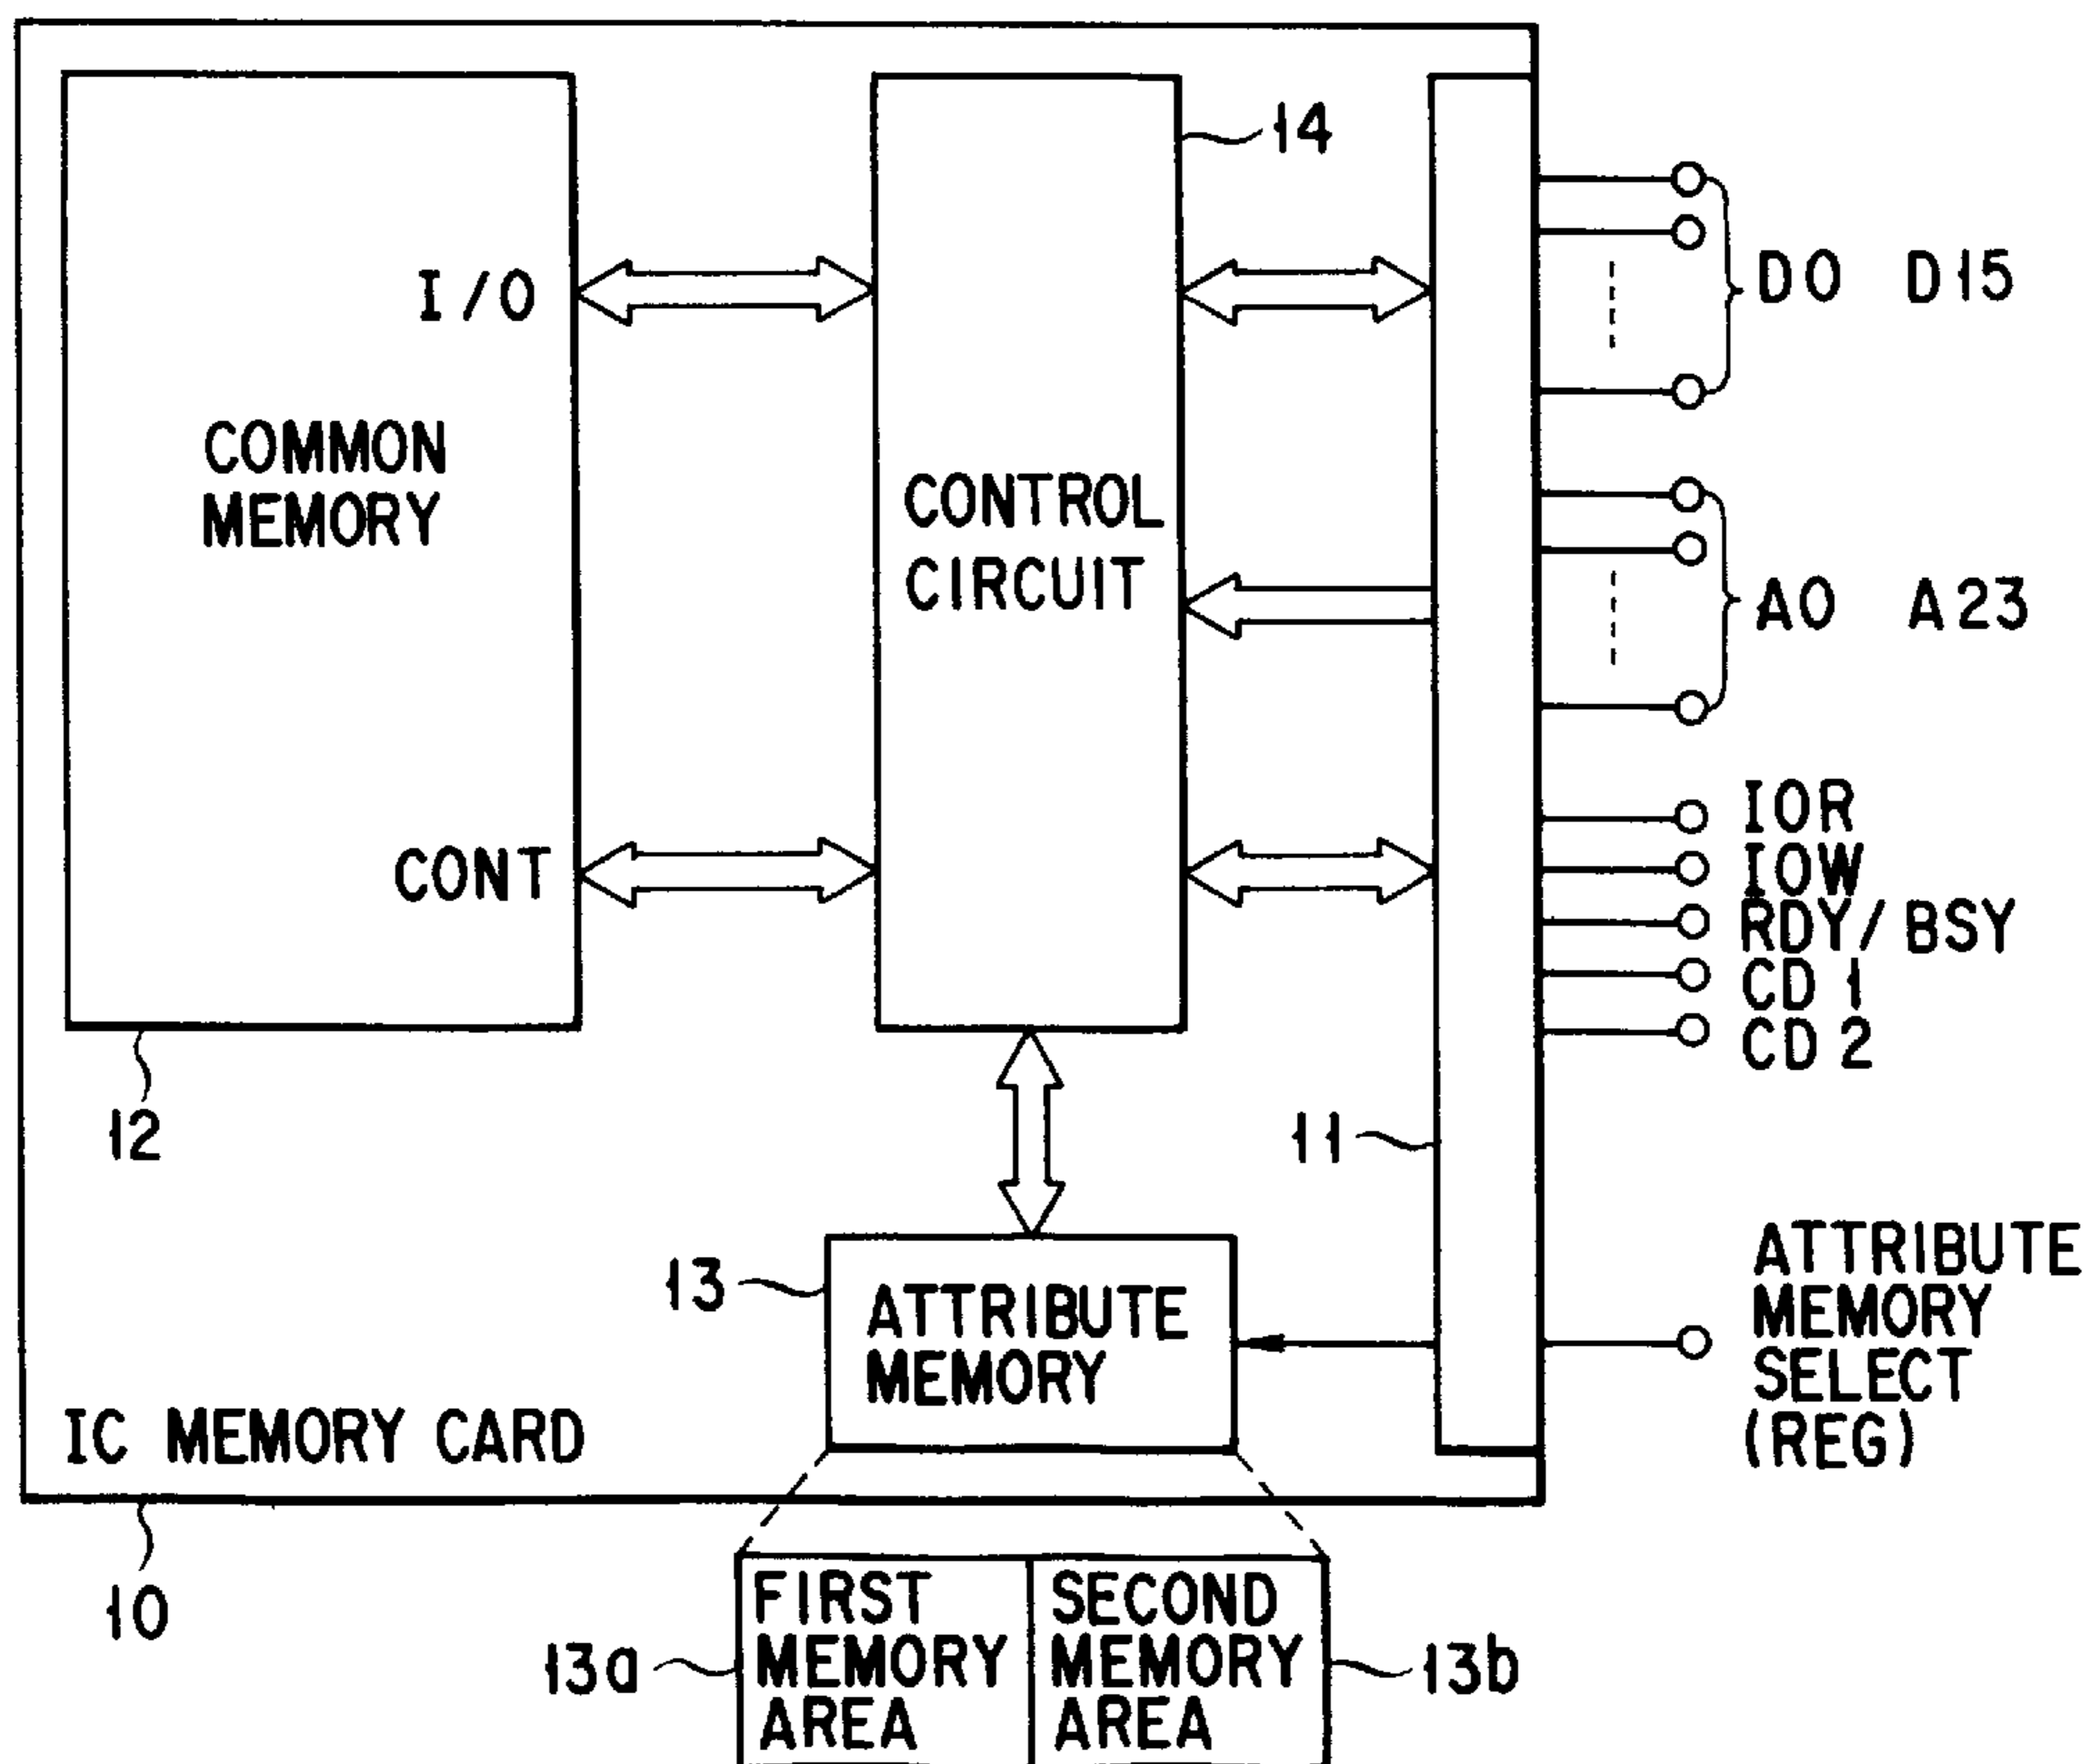 14
I/O
D0 D15
COMMON
MEMORY
CONTROL
CIRCUIT
A0 A23
IOR
IOW
RDY/BSY
CD1
CD2
CONT
12
11
13
ATTRIBUTE
MEMORY
ATTRIBUTE
MEMORY
SELECT
(REG)
IC MEMORY CARD
10
13a
FIRST
MEMORY
AREA
SECOND
MEMORY
AREA
13b